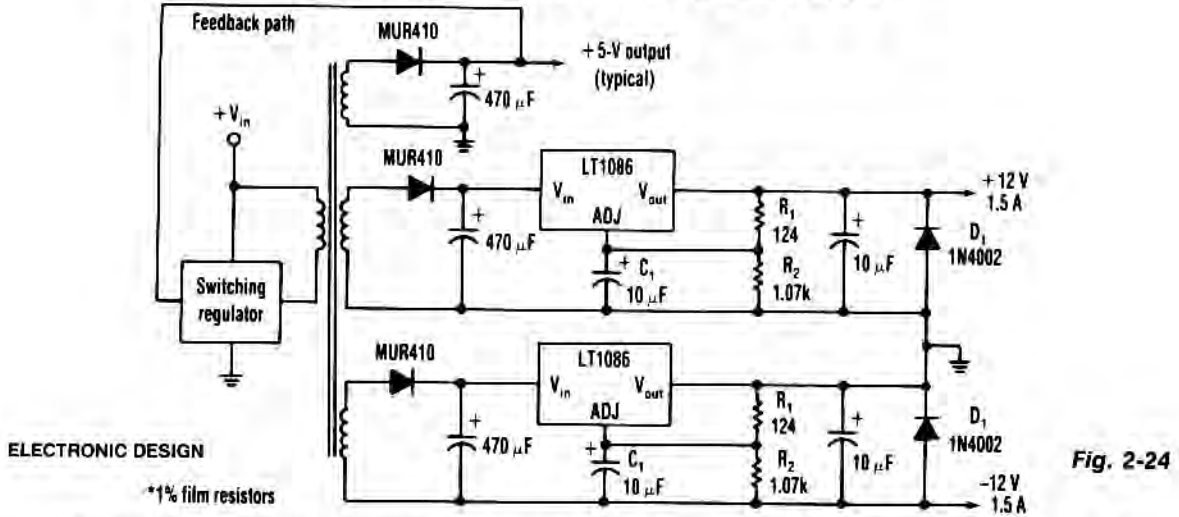 Feedback path
MUR410
+5-V output
(typical)
+
470 μF
+V_in
MUR410
LT1086
V_in
V_out
ADJ
+
470 μF
+
C_1
10 μF
R_1
124
R_2
1.07k
+
10 μF
D_1
1N4002
+12 V
1.5 A
Switching
regulator
MUR410
LT1086
V_in
V_out
ADJ
+
470 μF
+
C_1
10 μF
R_1
124
R_2
1.07k
+
10 μF
D_1
1N4002
-12 V
1.5 A
ELECTRONIC DESIGN
*1% film resistors
Fig. 2-24